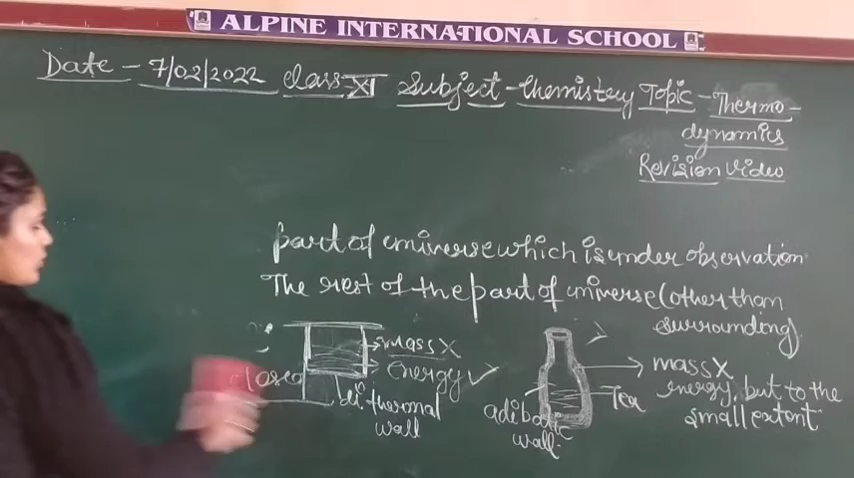 ALPINE INTERNATIONAL SCHOOL
Date - 7/02/2022 Class-XI Subject - Chemistry Topic - Thermo-
dynamics
Revision Video
part of universe which is under observation
The rest of the part of universe (other than
surrounding)
closed
mass X
Energy ✓
thermal
wall
adibatic
wall.
Tea
mass X
energy, but to the
small extent